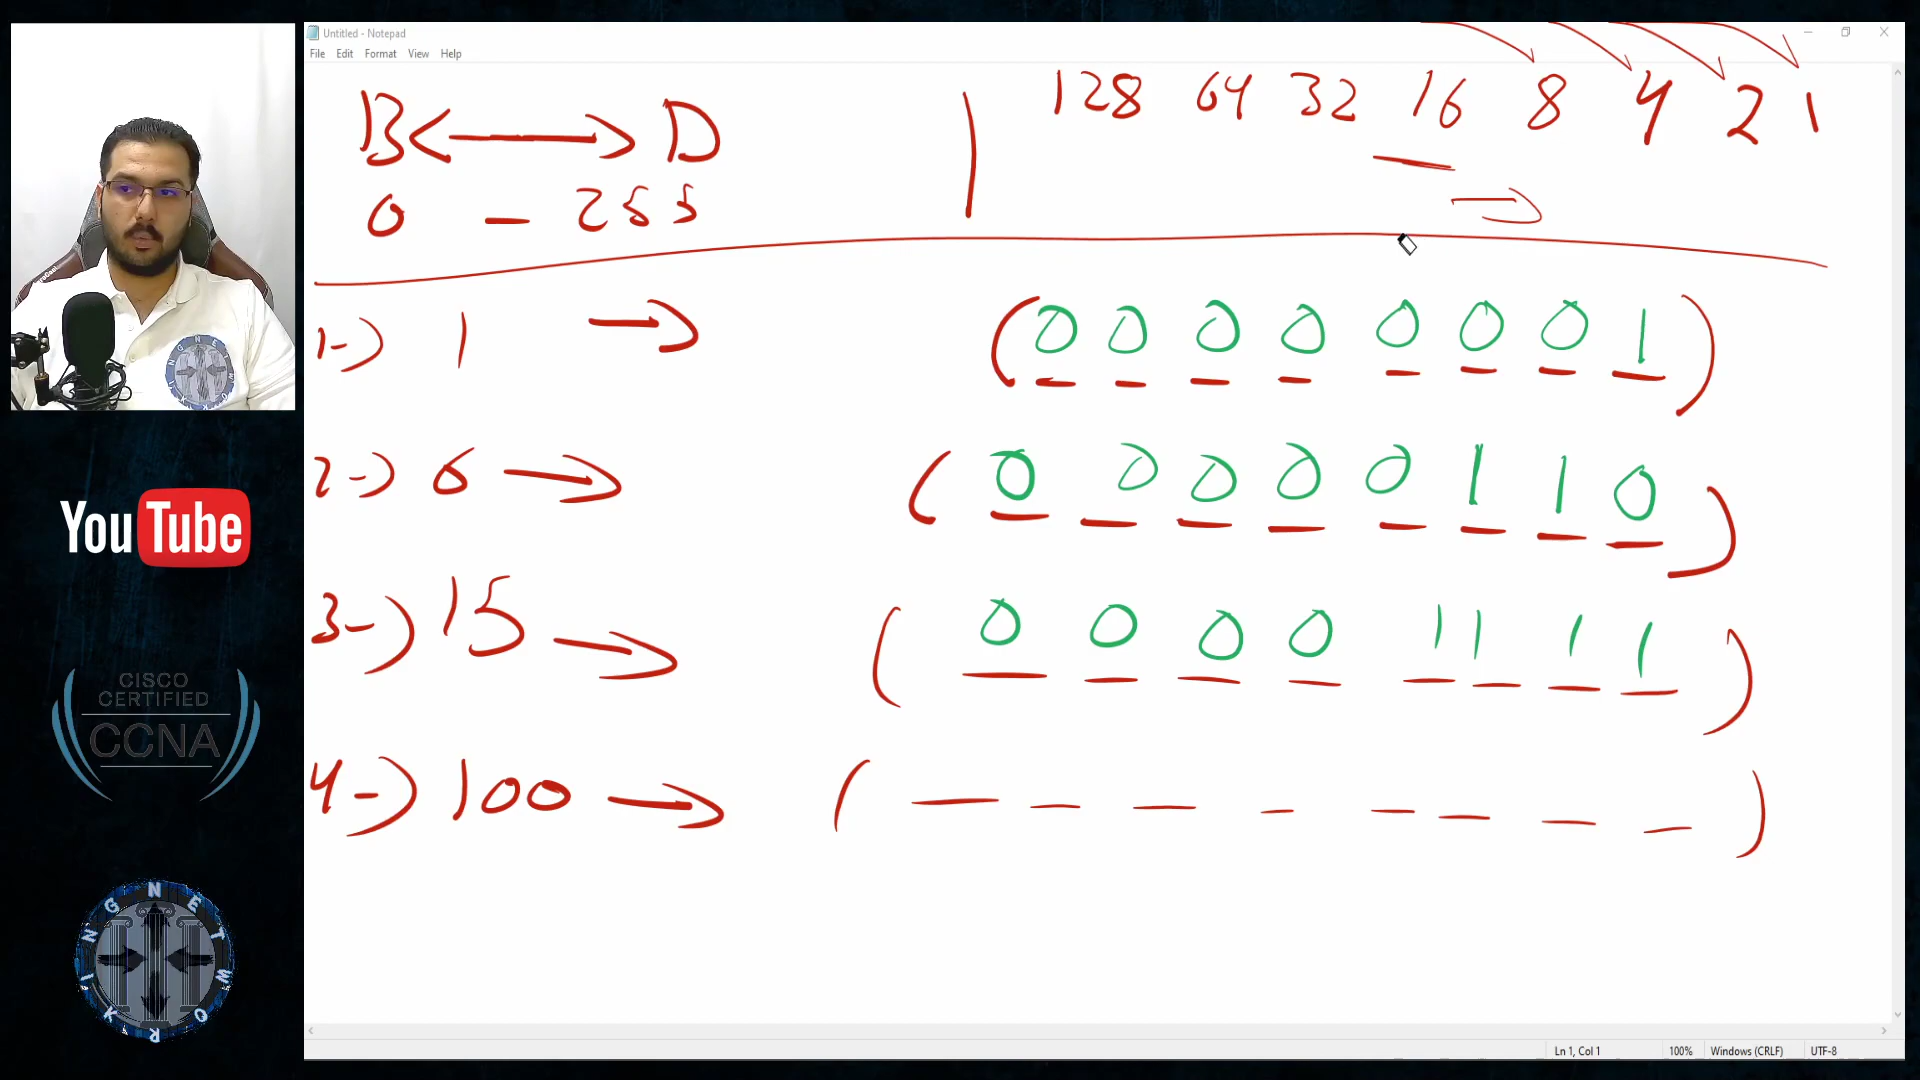 Untitled - Notepad
File Edit Format View Help
B <——> D | 128 64 32 16 8 4 2 1
0 - 255
1-) 1 → (0 0 0 0 0 0 0 1)
2-) 6 → (0 0 0 0 0 1 1 0)
3-) 15 → (0 0 0 0 1 1 1 1)
4-) 100 → (_ _ _ _ _ _ _ _)
YouTube
CISCO
CERTIFIED
CCNA
NETWORKING
Ln 1, Col 1 100% Windows (CRLF) UTF-8